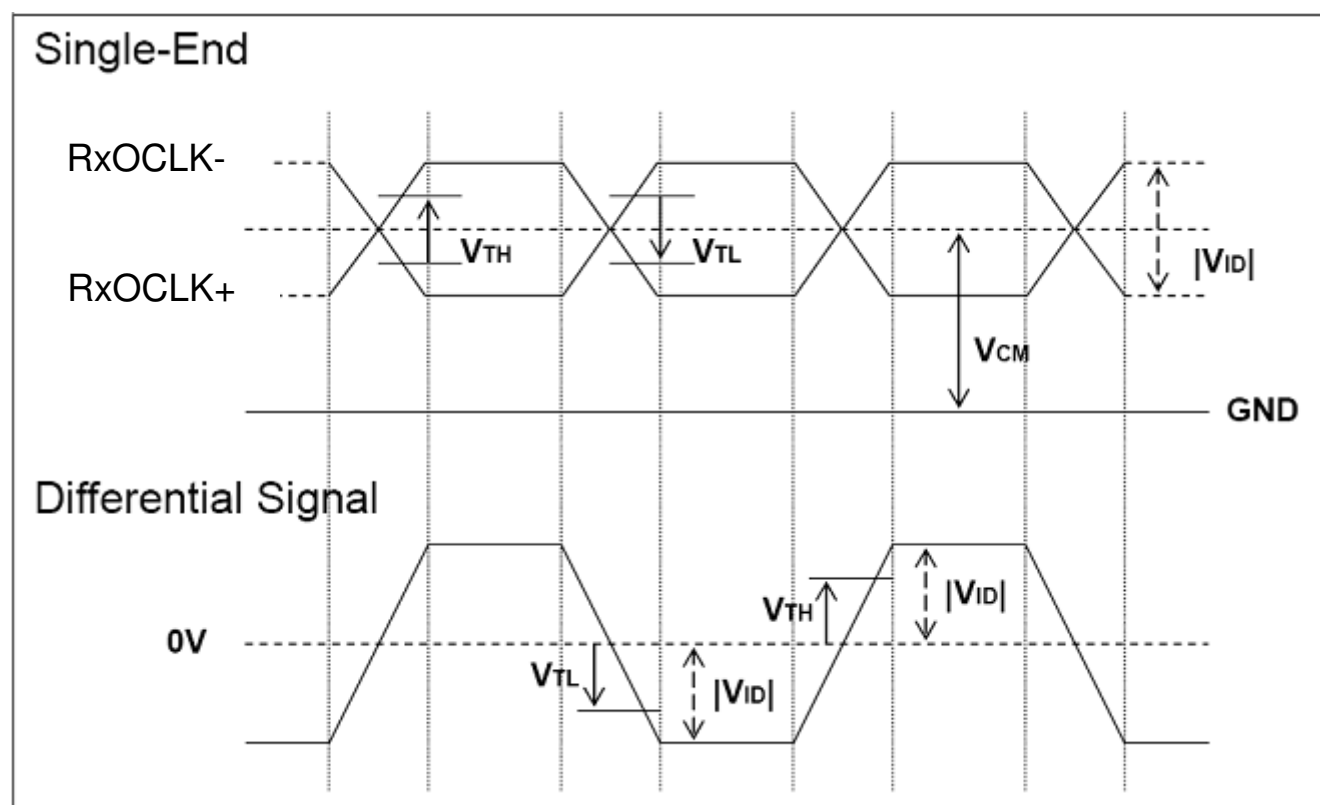 Single-End
RxOCLK-
VTH
VTL
|VID|
RxOCLK+
VCM
GND
Differential Signal
VTH
|VID|
0V
VTL
|VID|